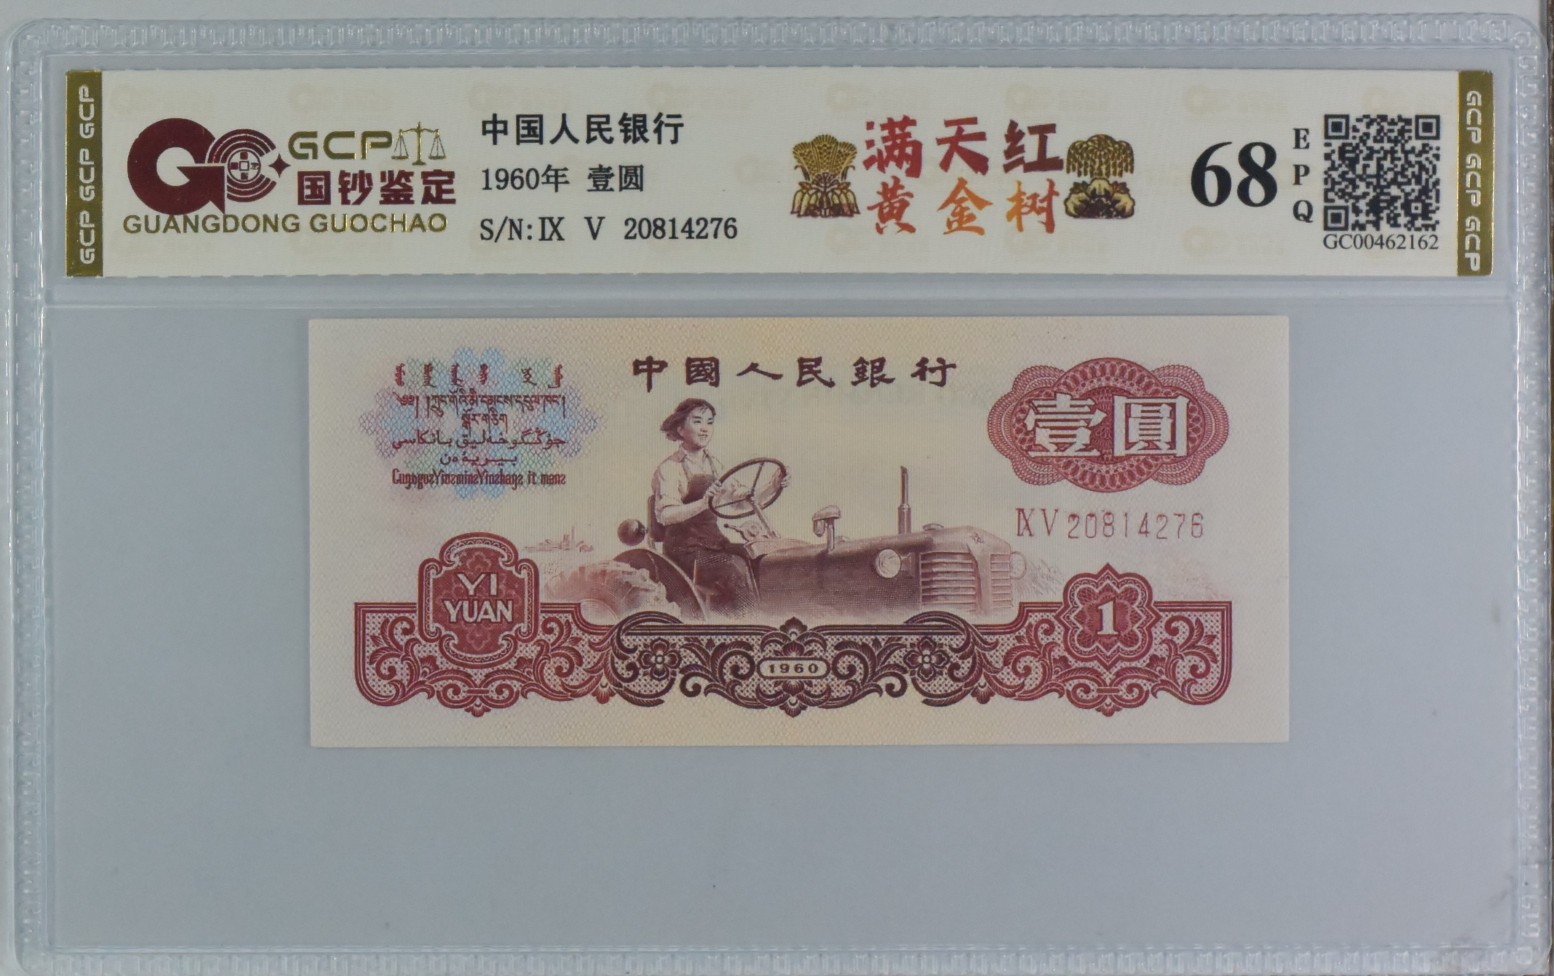 GCP GCP GCP
GCP
国钞鉴定
GUANGDONG GUOCHAO
中国人民银行
1960年 壹圆
S/N: IX V 20814276
满天红
黄金树
68
EPQ
GC00462162
GCP GCP GCP
中國人民銀行
壹圓
IX V 20814276
YI
YUAN
1960
1